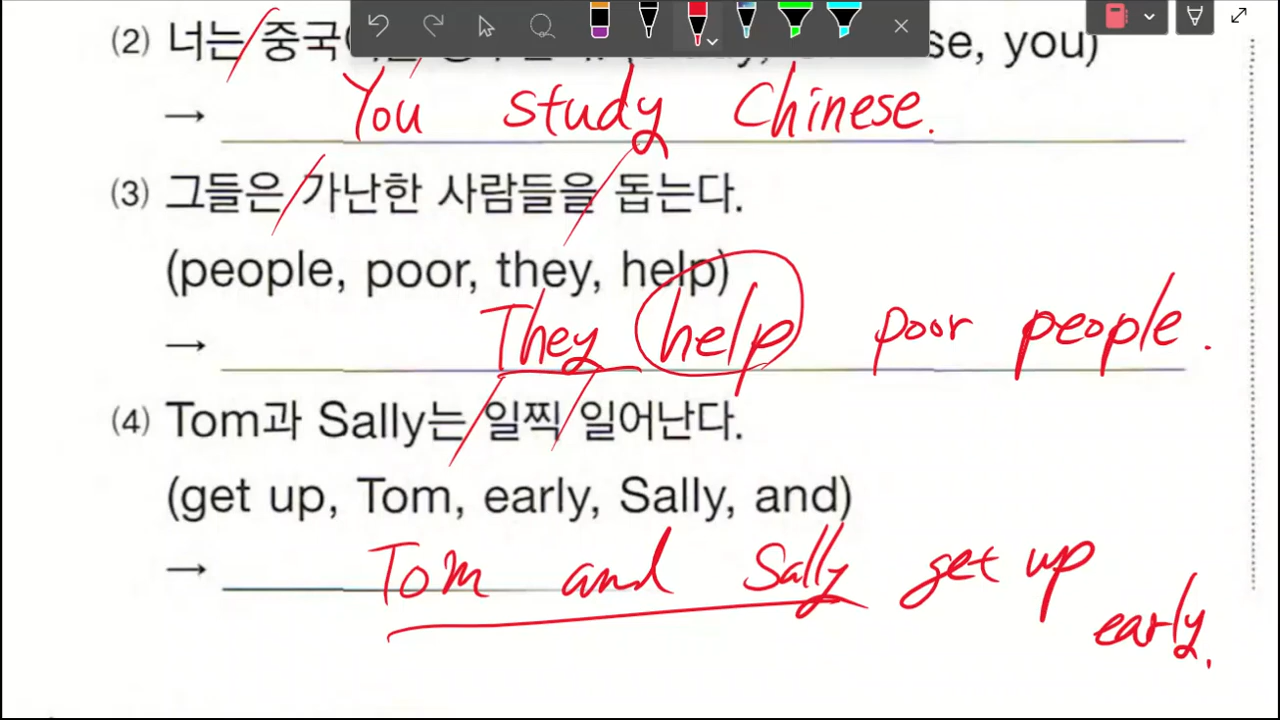 (2) 너는 중국 se, you)
→ You study Chinese.
(3) 그들은 가난한 사람들을 돕는다.
(people, poor, they, help)
→ They help poor people.
(4) Tom과 Sally는 일찍 일어난다.
(get up, Tom, early, Sally, and)
→ Tom and Sally get up
early.